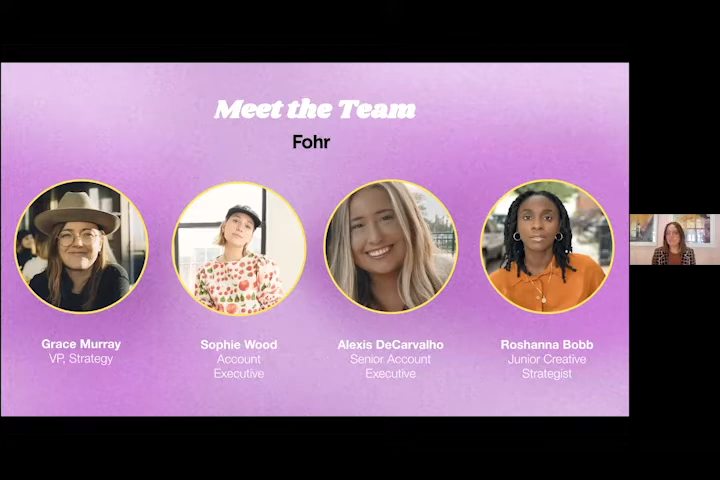 Meet the Team
Fohr
Grace Murray
VP, Strategy
Sophie Wood
Account
Executive
Alexis DeCarvalho
Senior Account
Executive
Roshanna Bobb
Junior Creative
Strategist